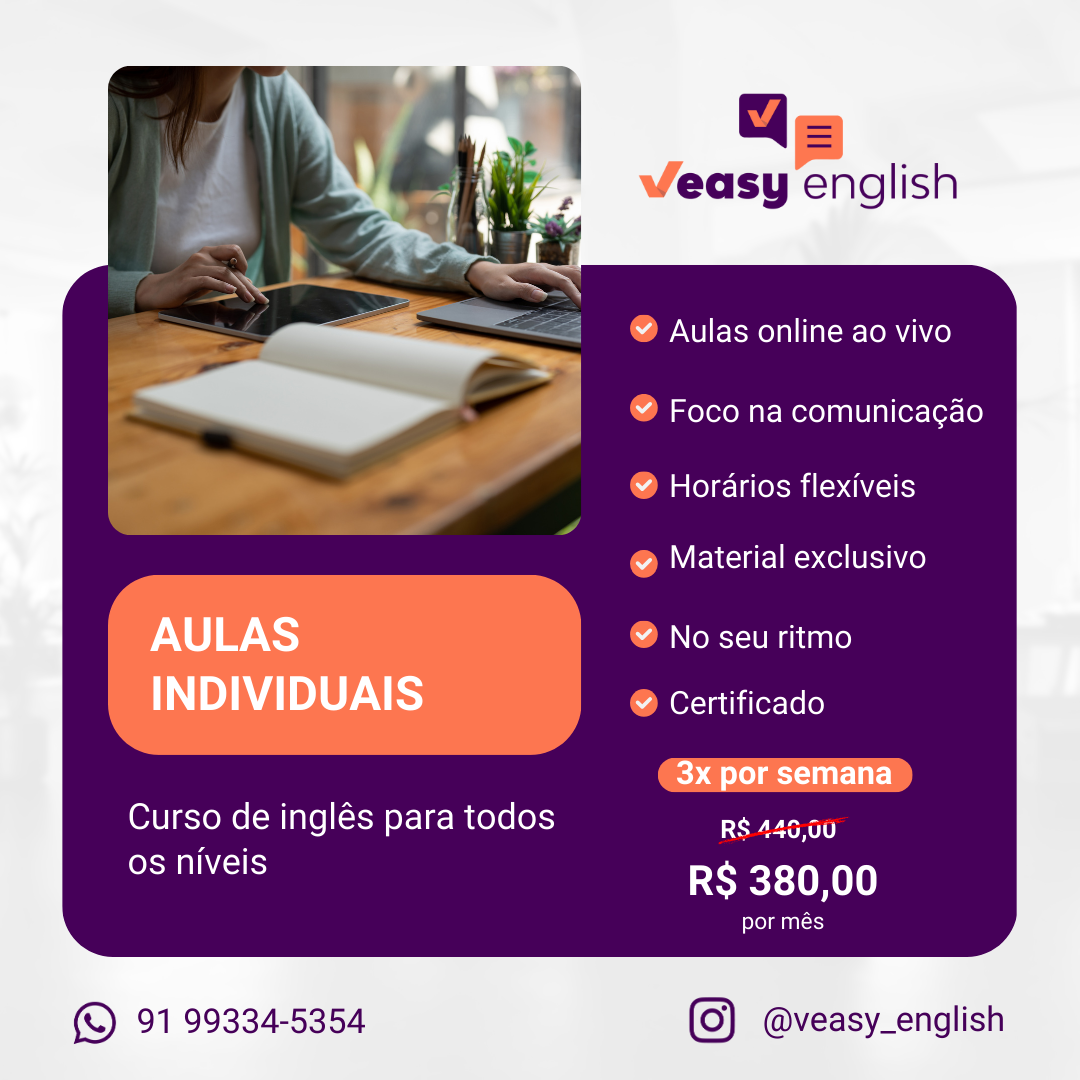 veasy english
Aulas online ao vivo
Foco na comunicação
Horários flexíveis
Material exclusivo
No seu ritmo
Certificado
AULAS
INDIVIDUAIS
Curso de inglês para todos
os níveis
3x por semana
R$ 440,00
R$ 380,00
por mês
91 99334-5354
@veasy_english